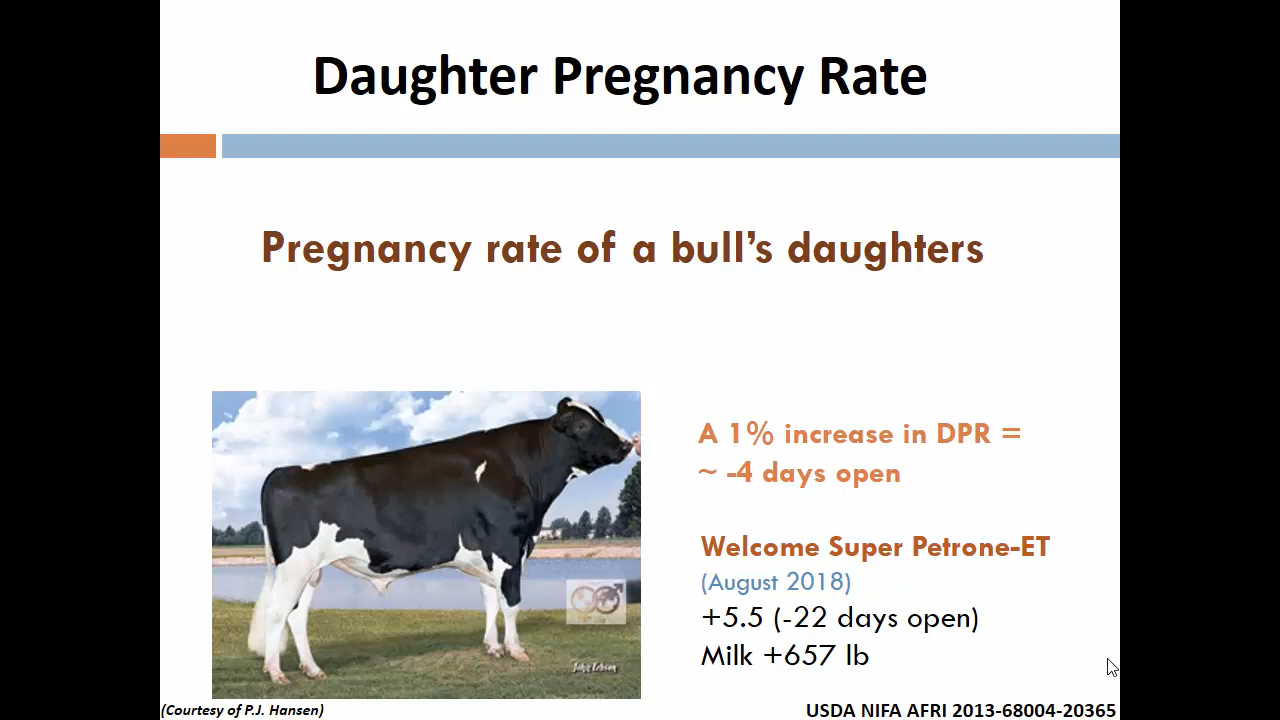 Daughter Pregnancy Rate
Pregnancy rate of a bull’s daughters
A 1% increase in DPR =
~ -4 days open
Welcome Super Petrone-ET
(August 2018)
+5.5 (-22 days open)
Milk +657 lb
(Courtesy of P.J. Hansen)
USDA NIFA AFRI 2013-68004-20365